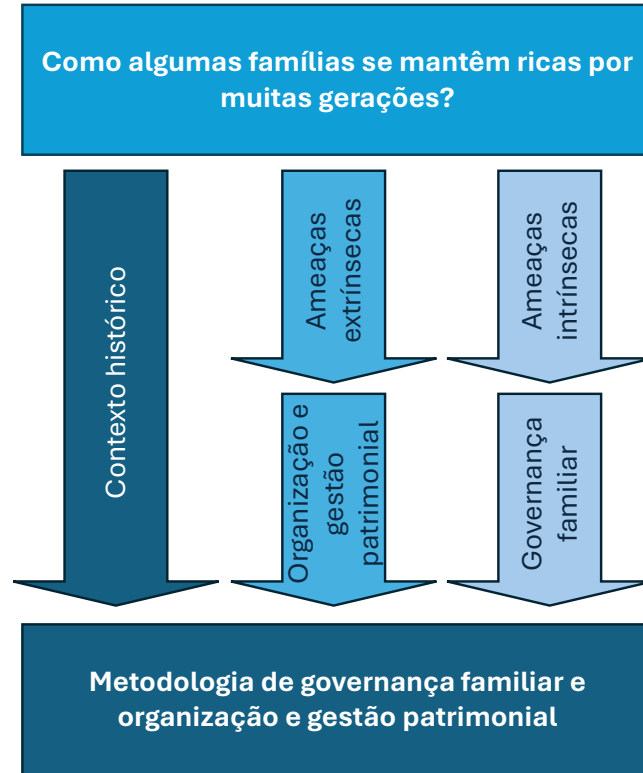 Como algumas famílias se mantêm ricas por
muitas gerações?
Contexto histórico
Ameaças
extrínsecas
Ameaças
intrínsecas
Organização e
gestão
patrimonial
Governança
familiar
Metodologia de governança familiar e
organização e gestão patrimonial